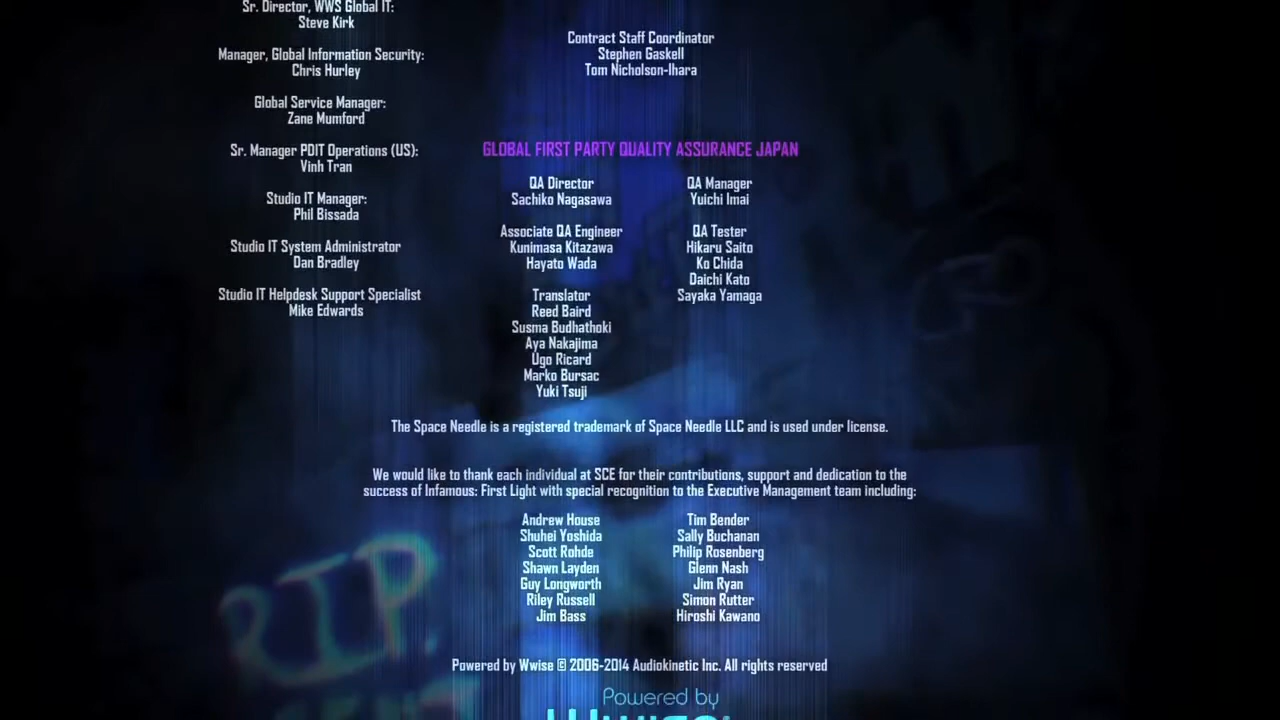 Sr. Director, WWS Global IT:
Steve Kirk
Manager, Global Information Security:
Chris Hurley
Global Service Manager:
Zane Mumford
Sr. Manager PDIT Operations (US):
Vinh Tran
Studio IT Manager:
Phil Bissada
Studio IT System Administrator
Dan Bradley
Studio IT Helpdesk Support Specialist
Mike Edwards
Contract Staff Coordinator
Stephen Gaskell
Tom Nicholson-Ihara
GLOBAL FIRST PARTY QUALITY ASSURANCE JAPAN
QA Director
Sachiko Nagasawa
Associate QA Engineer
Kunimasa Kitazawa
Hayato Wada
Translator
Reed Baird
Susma Budhathoki
Aya Nakajima
Ugo Ricard
Marko Bursac
Yuki Tsuji
QA Manager
Yuichi Imai
QA Tester
Hikaru Saito
Ko Chida
Daichi Kato
Sayaka Yamaga
The Space Needle is a registered trademark of Space Needle LLC and is used under license.
We would like to thank each individual at SCE for their contributions, support and dedication to the
success of Infamous: First Light with special recognition to the Executive Management team including:
Andrew House
Shuhei Yoshida
Scott Rohde
Shawn Layden
Guy Longworth
Riley Russell
Jim Bass
Tim Bender
Sally Buchanan
Philip Rosenberg
Glenn Nash
Jim Ryan
Simon Rutter
Hiroshi Kawano
RIP.
Powered by Wwise © 2006-2014 Audiokinetic Inc. All rights reserved
Powered by
Wwise